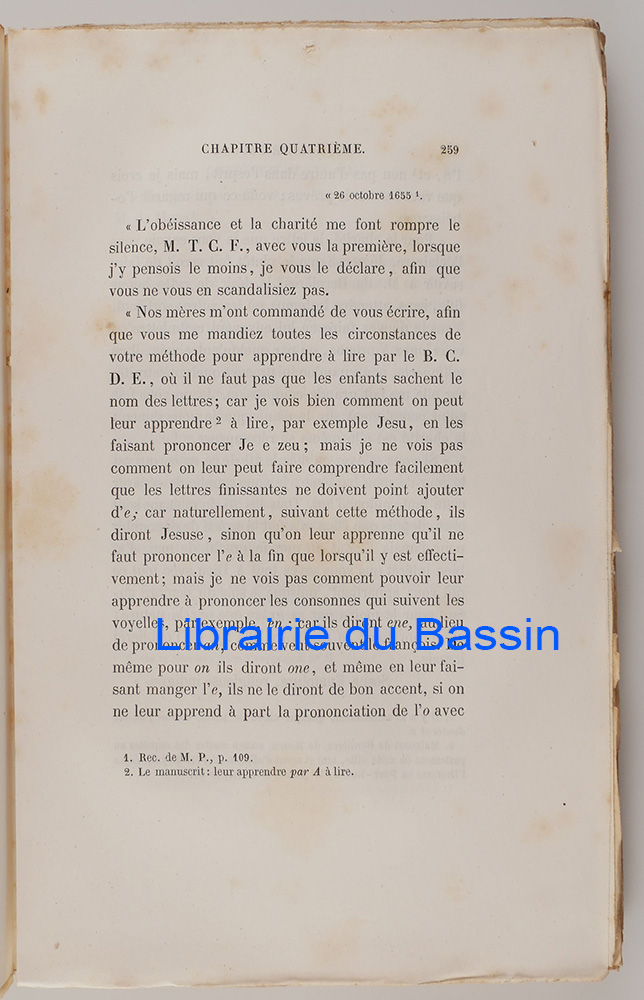 CHAPITRE QUATRIÈME. 259
« 26 octobre 1655 1.
« L'obéissance et la charité me font rompre le
silence, M. T. C. F., avec vous la première, lorsque
j'y pensois le moins, je vous le déclare, afin que
vous ne vous en scandalisiez pas.
« Nos mères m'ont commandé de vous écrire, afin
que vous me mandiez toutes les circonstances de
votre méthode pour apprendre à lire par le B. C.
D. E., où il ne faut pas que les enfants sachent le
nom des lettres; car je vois bien comment on peut
leur apprendre 2 à lire, par exemple Jesu, en les
faisant prononcer Je e zeu; mais je ne vois pas
comment on leur peut faire comprendre facilement
que les lettres finissantes ne doivent point ajouter
d'e; car naturellement, suivant cette méthode, ils
diront Jesuse, sinon qu'on leur apprenne qu'il ne
faut prononcer l'e à la fin que lorsqu'il y est effecti-
vement; mais je ne vois pas comment pouvoir leur
apprendre à prononcer les consonnes qui suivent les
voyelles, par exemple, en; car ils diront ene, au lieu
de prononcer an, comme veut souvent le françois. De
Librairie du Bassin
même pour on ils diront one, et même en leur fai-
sant manger l'e, ils ne le diront de bon accent, si on
ne leur apprend à part la prononciation de l'o avec
1. Rec. de M. P., p. 109.
2. Le manuscrit: leur apprendre par A à lire.